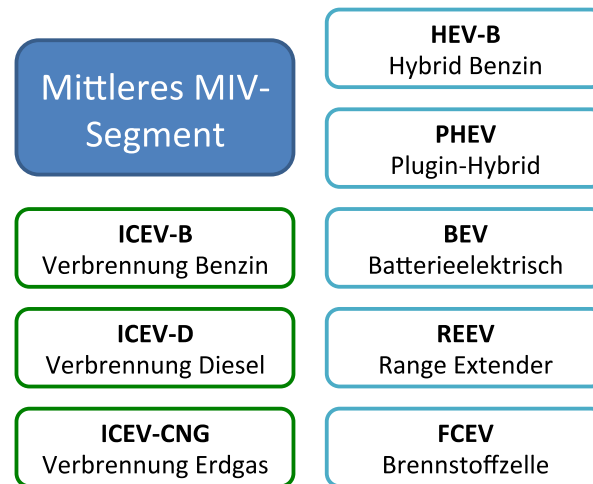 Mittleres MIV-
Segment
ICEV-B
Verbrennung Benzin
ICEV-D
Verbrennung Diesel
ICEV-CNG
Verbrennung Erdgas
HEV-B
Hybrid Benzin
PHEV
Plugin-Hybrid
BEV
Batterieelektrisch
REEV
Range Extender
FCEV
Brennstoffzelle